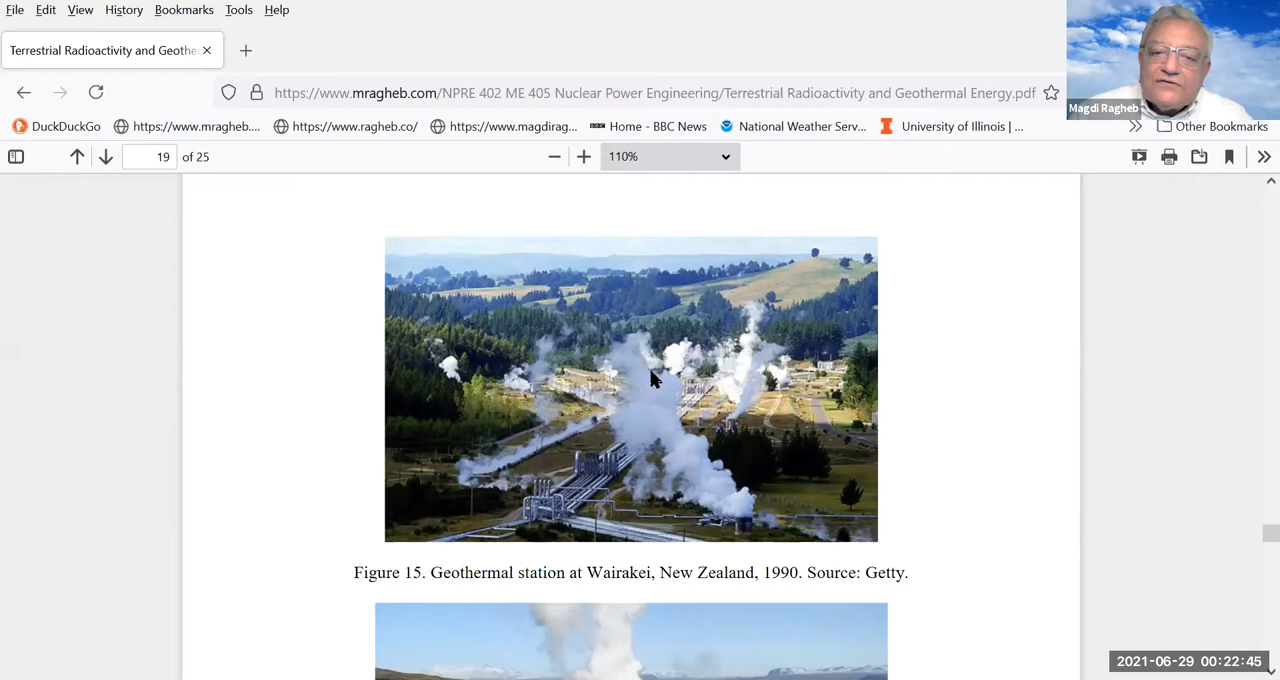 File Edit View History Bookmarks Tools Help
Terrestrial Radioactivity and Geothe
https://www.mragheb.com/NPRE 402 ME 405 Nuclear Power Engineering/Terrestrial Radioactivity and Geothermal Energy.pdf
Magdi Ragheb
DuckDuckGo https://www.mragheb.... https://www.ragheb.co/ https://www.magdirag... BBC Home - BBC News National Weather Serv... University of Illinois | ... Other Bookmarks
19 of 25 110%
Figure 15. Geothermal station at Wairakei, New Zealand, 1990. Source: Getty.
2021-06-29 00:22:45